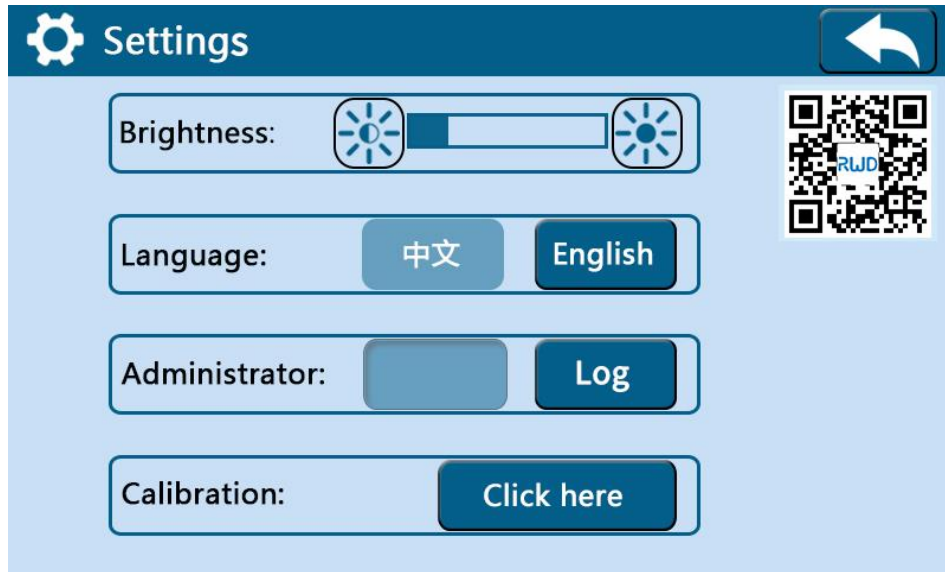 Settings
Brightness:
RWD
Language: 中文 English
Administrator: Log
Calibration: Click here